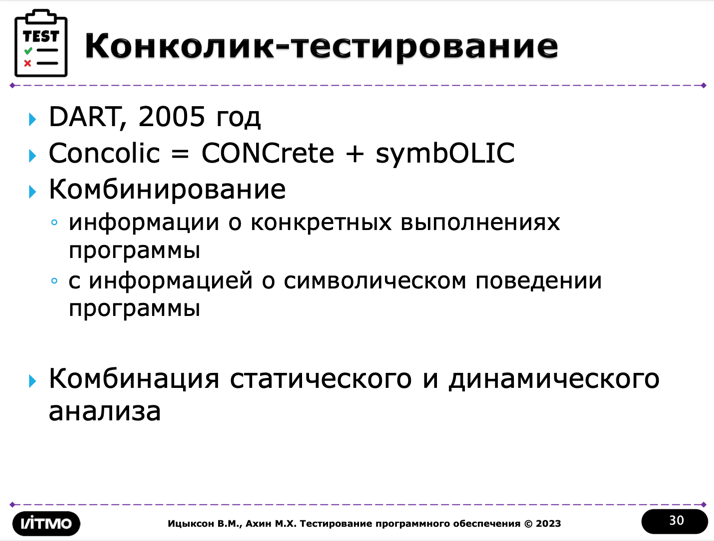 TEST
Конколик-тестирование
DART, 2005 год
Concolic = CONCrete + symbOLIC
Комбинирование
информации о конкретных выполнениях
программы
с информацией о символическом поведении
программы
Комбинация статического и динамического
анализа
ИТМО
Ицыксон В.М., Ахин М.Х. Тестирование программного обеспечения © 2023
30